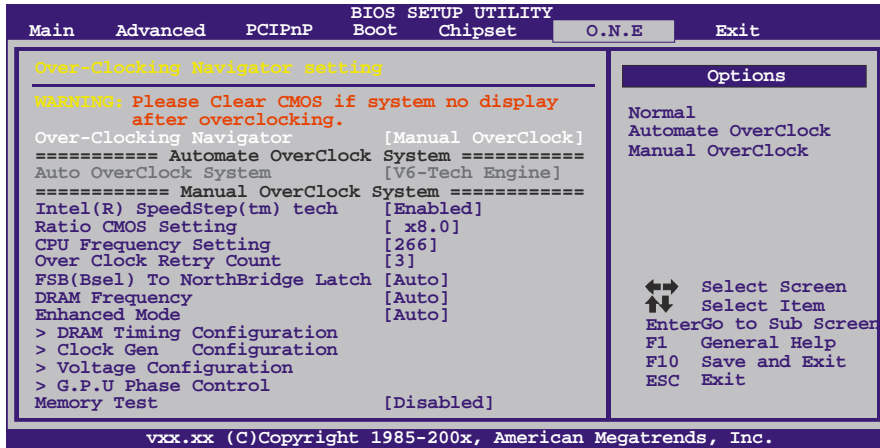 BIOS SETUP UTILITY
Main Advanced PCIPnP Boot Chipset O.N.E Exit
Over-Clocking Navigator setting
WARNING: Please Clear CMOS if system no display
after overclocking.
Over-Clocking Navigator [Manual OverClock]
=========== Automate OverClock System ===========
Auto OverClock System [V6-Tech Engine]
============ Manual OverClock System ============
Intel(R) SpeedStep(tm) tech [Enabled]
Ratio CMOS Setting [ x8.0]
CPU Frequency Setting [266]
Over Clock Retry Count [3]
FSB(Bsel) To NorthBridge Latch [Auto]
DRAM Frequency [Auto]
Enhanced Mode [Auto]
> DRAM Timing Configuration
> Clock Gen Configuration
> Voltage Configuration
> G.P.U Phase Control
Memory Test [Disabled]
Options
Normal
Automate OverClock
Manual OverClock
Select Screen
Select Item
EnterGo to Sub Screen
F1 General Help
F10 Save and Exit
ESC Exit
vxx.xx (C)Copyright 1985-200x, American Megatrends, Inc.